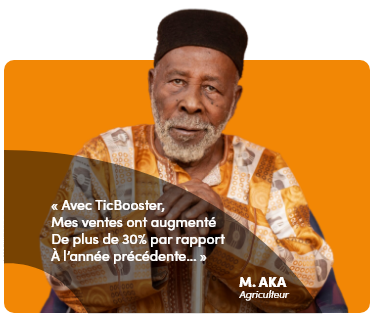 « Avec TicBooster,
Mes ventes ont augmenté
De plus de 30% par rapport
À l'année précédente... »
M. AKA
Agriculteur